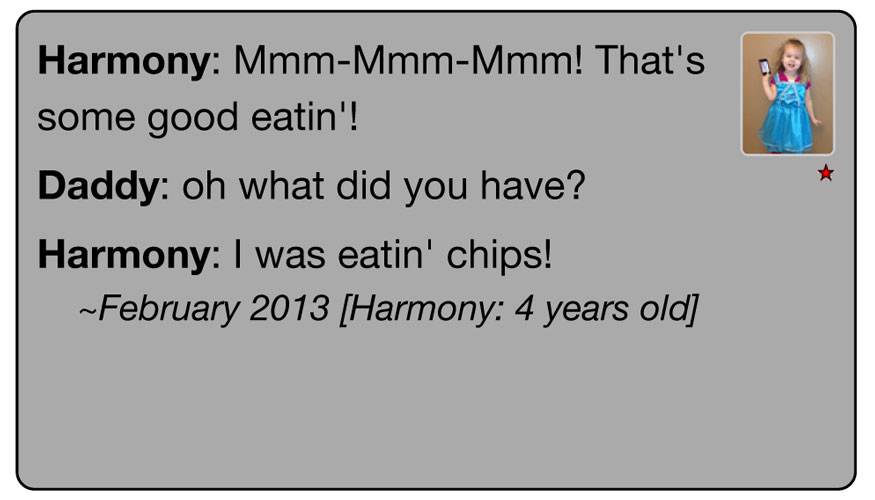 Harmony: Mmm-Mmm-Mmm! That's
some good eatin'!
Daddy: oh what did you have?
Harmony: I was eatin' chips!
~February 2013 [Harmony: 4 years old]